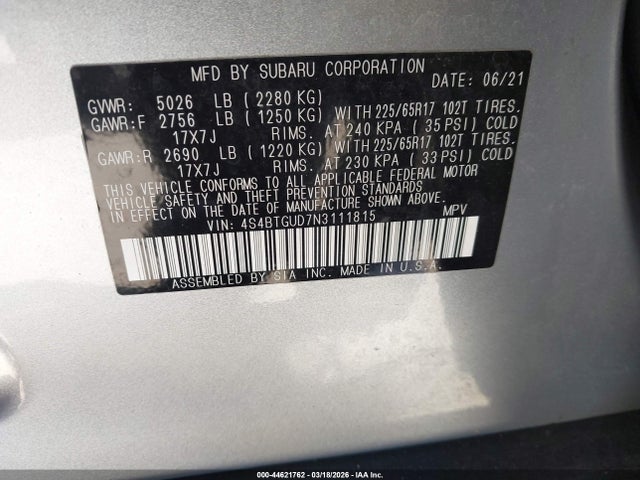 MFD BY SUBARU CORPORATION
DATE: 06/21
GVWR: 5026 LB ( 2280 KG)
GAWR:F 2756 LB ( 1250 KG) WITH 225/65R17 102T TIRES.
17X7J RIMS. AT 240 KPA ( 35 PSI) COLD
GAWR:R 2690 LB ( 1220 KG) WITH 225/65R17 102T TIRES.
17X7J RIMS. AT 230 KPA ( 33 PSI) COLD
THIS VEHICLE CONFORMS TO ALL APPLICABLE FEDERAL MOTOR
VEHICLE SAFETY AND THEFT PREVENTION STANDARDS
IN EFFECT ON THE DATE OF MANUFACTURE SHOWN ABOVE.
VIN: 4S4BTGUD7N3111815 MPV
ASSEMBLED BY SIA INC. MADE IN U.S.A.
000-44621762 - 03/18/2026 - IAA Inc.